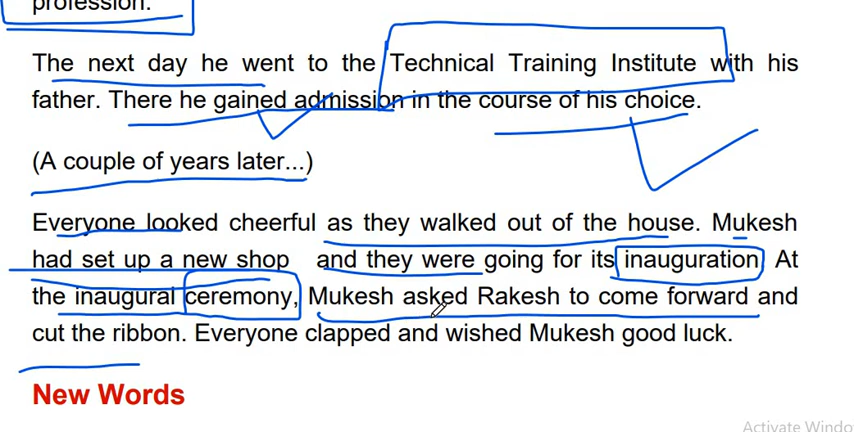 profession.
The next day he went to the Technical Training Institute with his
father. There he gained admission in the course of his choice.
(A couple of years later...)
Everyone looked cheerful as they walked out of the house. Mukesh
had set up a new shop and they were going for its inauguration. At
the inaugural ceremony, Mukesh asked Rakesh to come forward and
cut the ribbon. Everyone clapped and wished Mukesh good luck.
New Words
Activate Windo